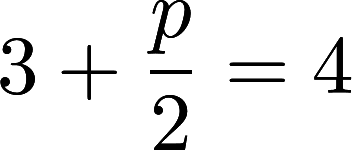 3 + p/2 = 4